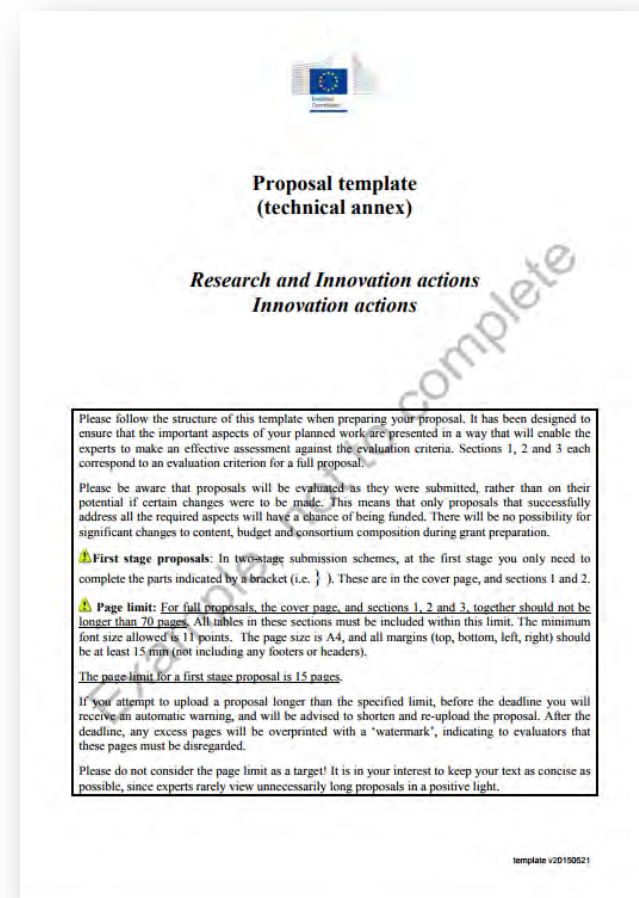 European
Commission
Proposal template
(technical annex)
Research and Innovation actions
Innovation actions
Please follow the structure of this template when preparing your proposal. It has been designed to
ensure that the important aspects of your planned work are presented in a way that will enable the
experts to make an effective assessment against the evaluation criteria. Sections 1, 2 and 3 each
correspond to an evaluation criterion for a full proposal.
Please be aware that proposals will be evaluated as they were submitted, rather than on their
potential if certain changes were to be made. This means that only proposals that successfully
address all the required aspects will have a chance of being funded. There will be no possibility for
significant changes to content, budget and consortium composition during grant preparation.
First stage proposals: In two-stage submission schemes, at the first stage you only need to
complete the parts indicated by a bracket (i.e. } ). These are in the cover page, and sections 1 and 2.
Page limit: For full proposals, the cover page, and sections 1, 2 and 3, together should not be
longer than 70 pages. All tables in these sections must be included within this limit. The minimum
font size allowed is 11 points. The page size is A4, and all margins (top, bottom, left, right) should
be at least 15 mm (not including any footers or headers).
The page limit for a first stage proposal is 15 pages.
If you attempt to upload a proposal longer than the specified limit, before the deadline you will
receive an automatic warning, and will be advised to shorten and re-upload the proposal. After the
deadline, any excess pages will be overprinted with a 'watermark', indicating to evaluators that
these pages must be disregarded.
Please do not consider the page limit as a target! It is in your interest to keep your text as concise as
possible, since experts rarely view unnecessarily long proposals in a positive light.
Example, not to complete
template v20150521